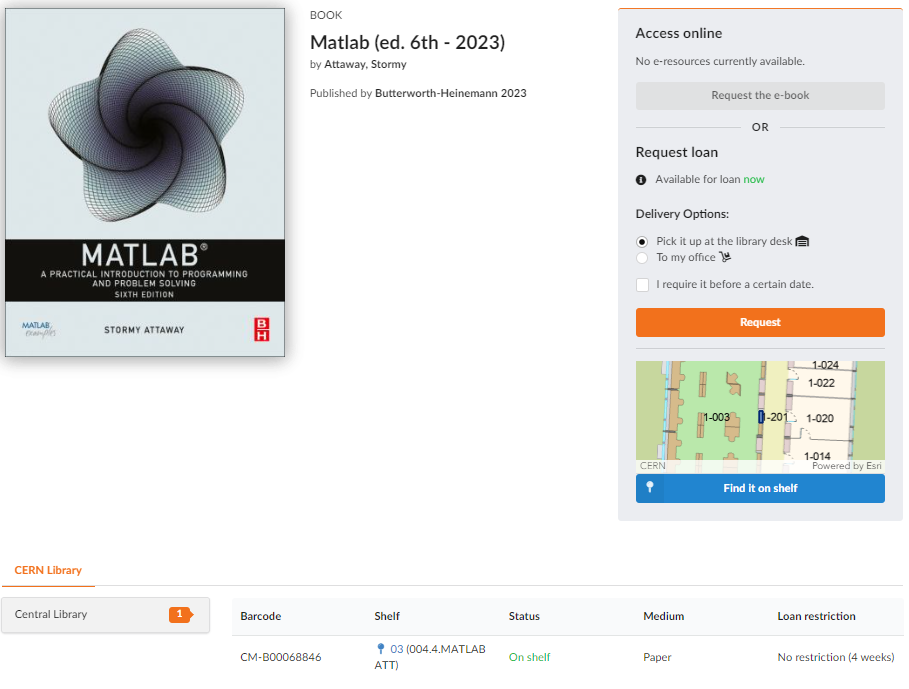 BOOK
Matlab (ed. 6th - 2023)
by Attaway, Stormy
Published by Butterworth-Heinemann 2023
MATLAB®
A PRACTICAL INTRODUCTION TO PROGRAMMING
AND PROBLEM SOLVING
SIXTH EDITION
MATLAB
examples
STORMY ATTAWAY
B
H
Access online
No e-resources currently available.
Request the e-book
OR
Request loan
Available for loan now
Delivery Options:
Pick it up at the library desk
To my office
I require it before a certain date.
Request
1-024
1-022
1-003
1-201
1-020
1-014
CERN
Powered by Esri
Find it on shelf
CERN Library
Central Library
1
Barcode Shelf Status Medium Loan restriction
CM-B00068846 03 (004.4.MATLAB On shelf Paper No restriction (4 weeks)
ATT)